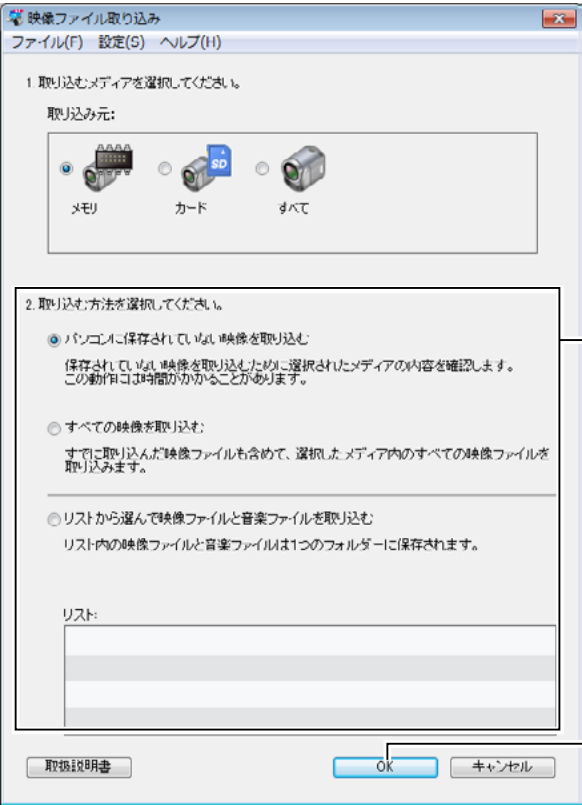 映像ファイル取り込み
ファイル(F) 設定(S) ヘルプ(H)
1.取り込むメディアを選択してください。
取り込み元:
SD
メモリ カード すべて
2.取り込む方法を選択してください。
パソコンに保存されていない映像を取り込む
保存されていない映像を取り込むために選択されたメディアの内容を確認します。
この動作には時間がかかることがあります。
すべての映像を取り込む
すでに取り込んだ映像ファイルも含めて、選択したメディア内のすべての映像ファイルを
取り込みます。
リストから選んで映像ファイルと音楽ファイルを取り込む
リスト内の映像ファイルと音楽ファイルは1つのフォルダーに保存されます。
リスト:
取扱説明書 OK キャンセル